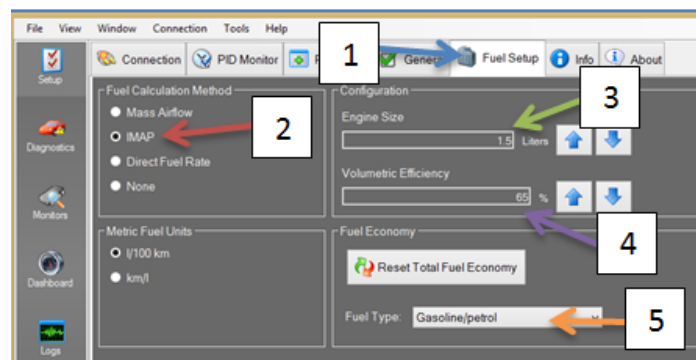 File View Window Connection Tools Help
Connection PID Monitor 1 General Fuel Setup Info About
Setup
Diagnostics
Monitors
Dashboard
Logs
Fuel Calculation Method
Mass Airflow
IMAP
Direct Fuel Rate
None
2
Configuration
Engine Size
3
1.5 Liters
Volumetric Efficiency
65 %
4
Metric Fuel Units
l/100 km
km/l
Fuel Economy
Reset Total Fuel Economy
Fuel Type: Gasoline/petrol
5